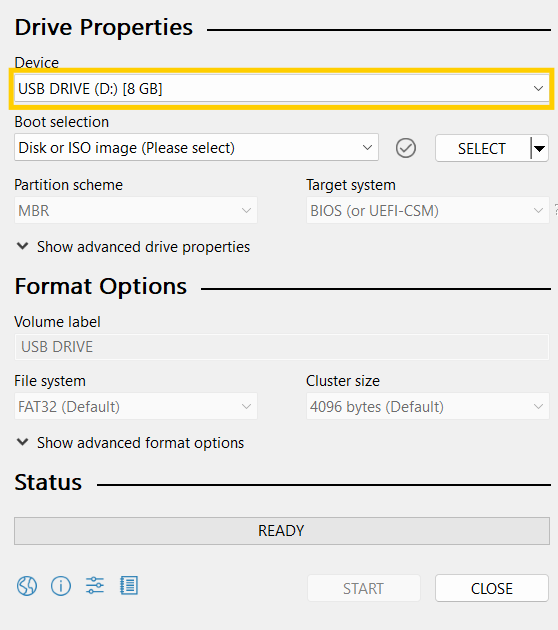 Drive Properties
Device
USB DRIVE (D:) [8 GB]
Boot selection
Disk or ISO image (Please select)
SELECT
Partition scheme
Target system
MBR
BIOS (or UEFI-CSM)
?
Show advanced drive properties
Format Options
Volume label
USB DRIVE
File system
Cluster size
FAT32 (Default)
4096 bytes (Default)
Show advanced format options
Status
READY
START
CLOSE